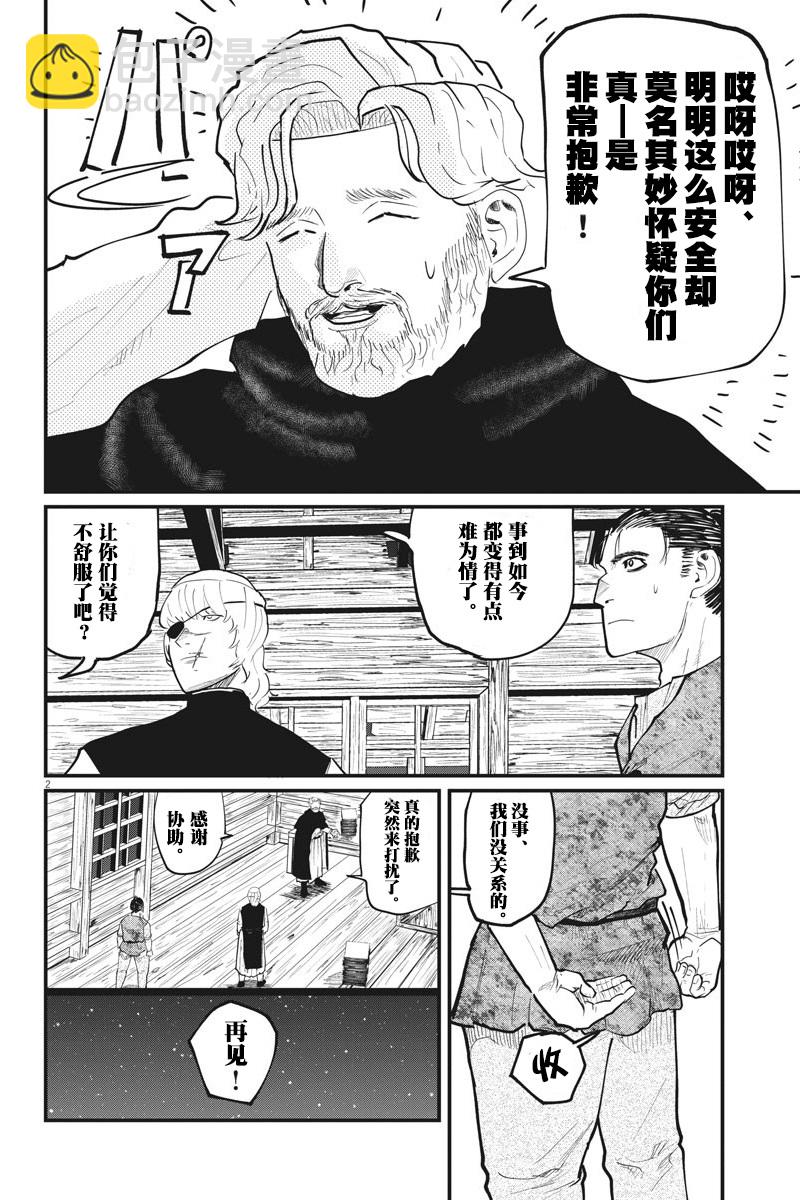 包子漫畫
baozimh.com
哎呀哎呀、
明明这么安全却
莫名其妙怀疑你们
真—是
非常抱歉！
パァ
事到如今
都变得有点
难为情了。
让你们觉得
不舒服了吧？
2
没事、
我们没关系的。
收
真的抱歉
突然来打扰了。
感谢
协助。
再见！